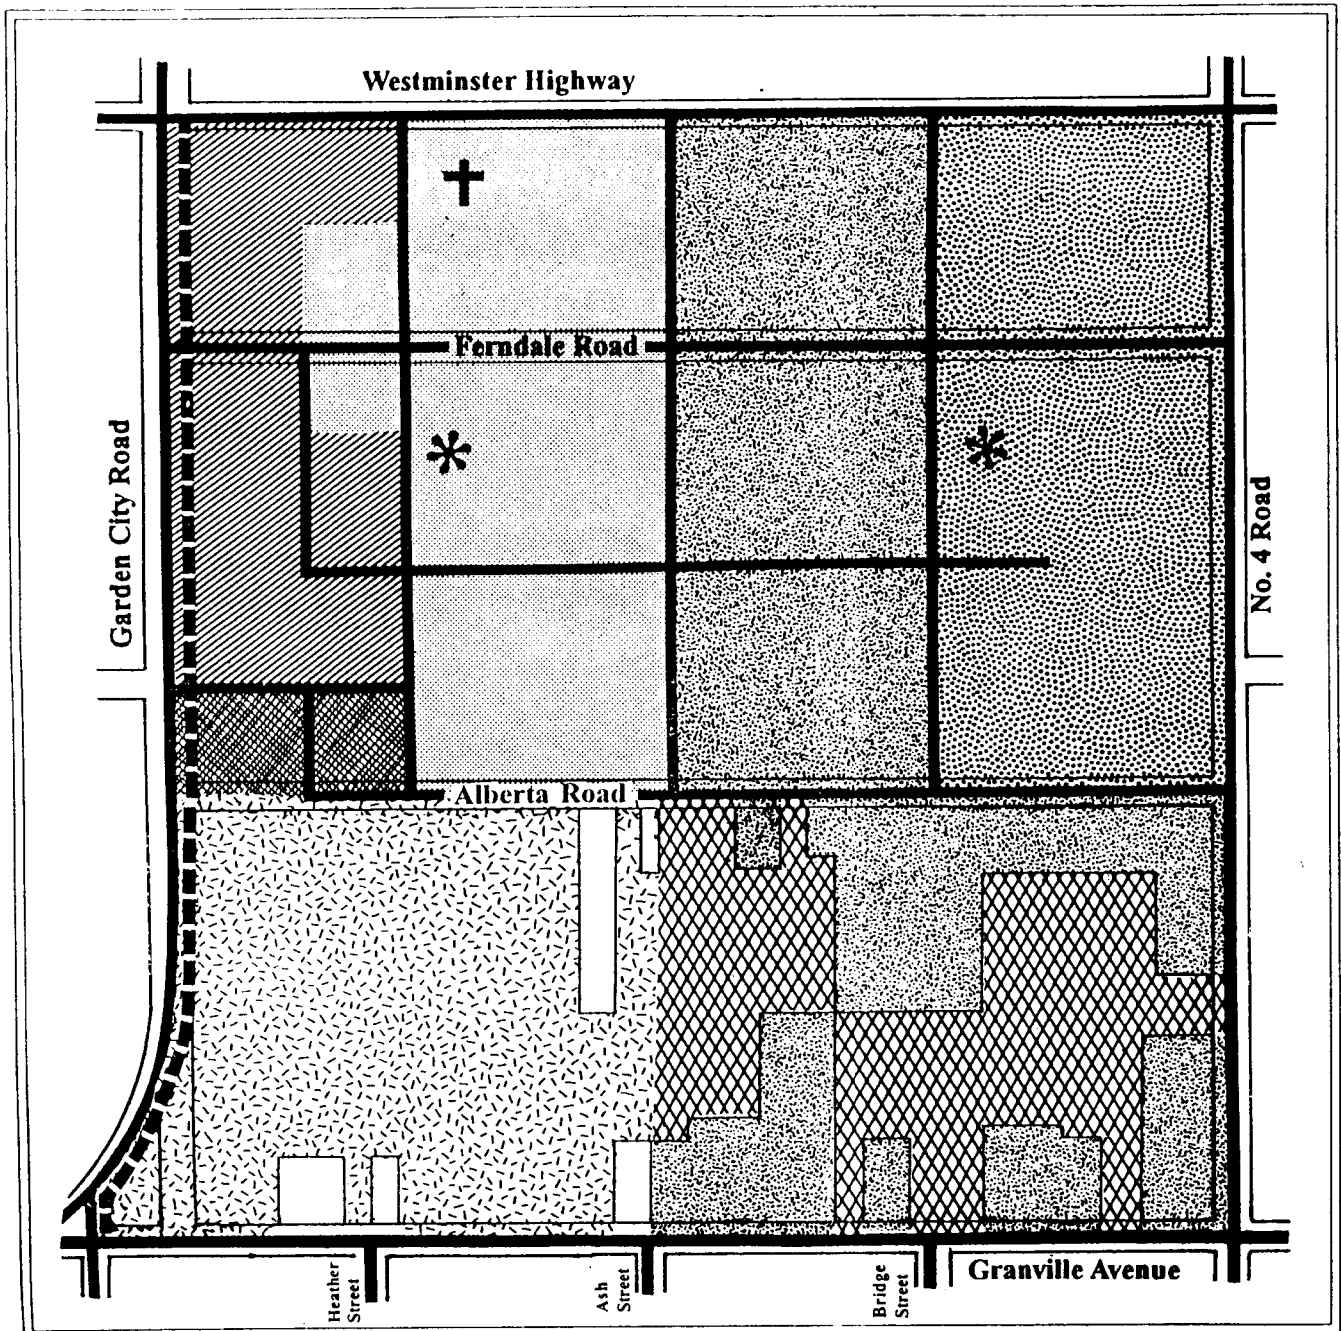 Westminster Highway
Ferndale Road
Garden City Road
No. 4 Road
Alberta Road
Heather
Street
Ash
Street
Bridge
Street
Granville Avenue